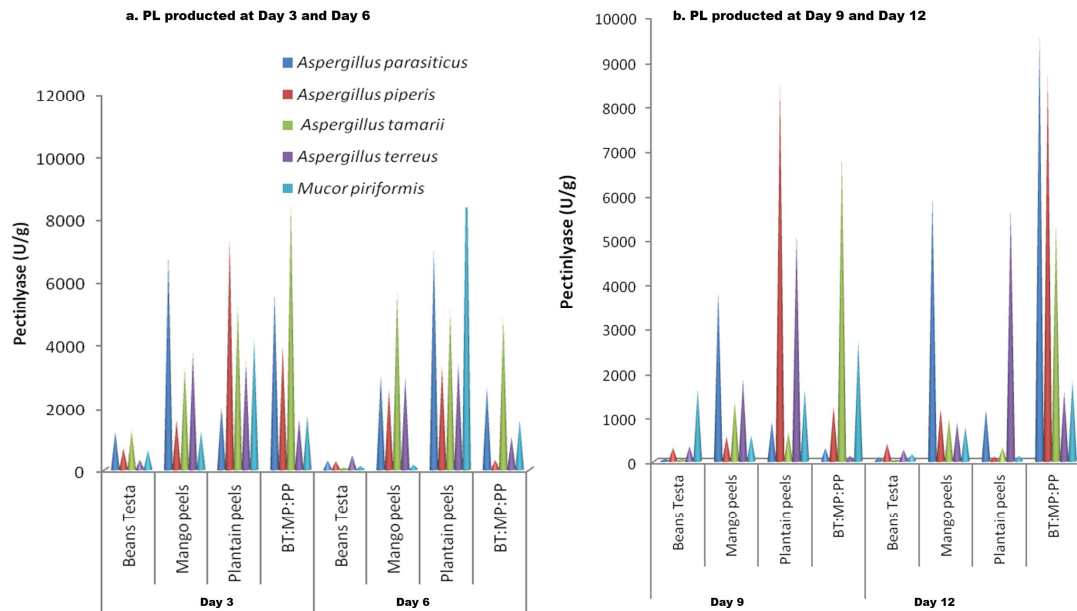 a. PL producted at Day 3 and Day 6
Aspergillus parasiticus
Aspergillus piperis
Aspergillus tamarii
Aspergillus terreus
Mucor piriformis
Pectinlyase (U/g)
12000
10000
8000
6000
4000
2000
0
Beans Testa
Mango peels
Plantain peels
BT:MP:PP
Beans Testa
Mango peels
Plantain peels
BT:MP:PP
Day 3
Day 6
b. PL producted at Day 9 and Day 12
Pectinlyase (U/g)
10000
9000
8000
7000
6000
5000
4000
3000
2000
1000
0
Beans Testa
Mango peels
Plantain peels
BT:MP:PP
Beans Testa
Mango peels
Plantain peels
BT:MP:PP
Day 9
Day 12